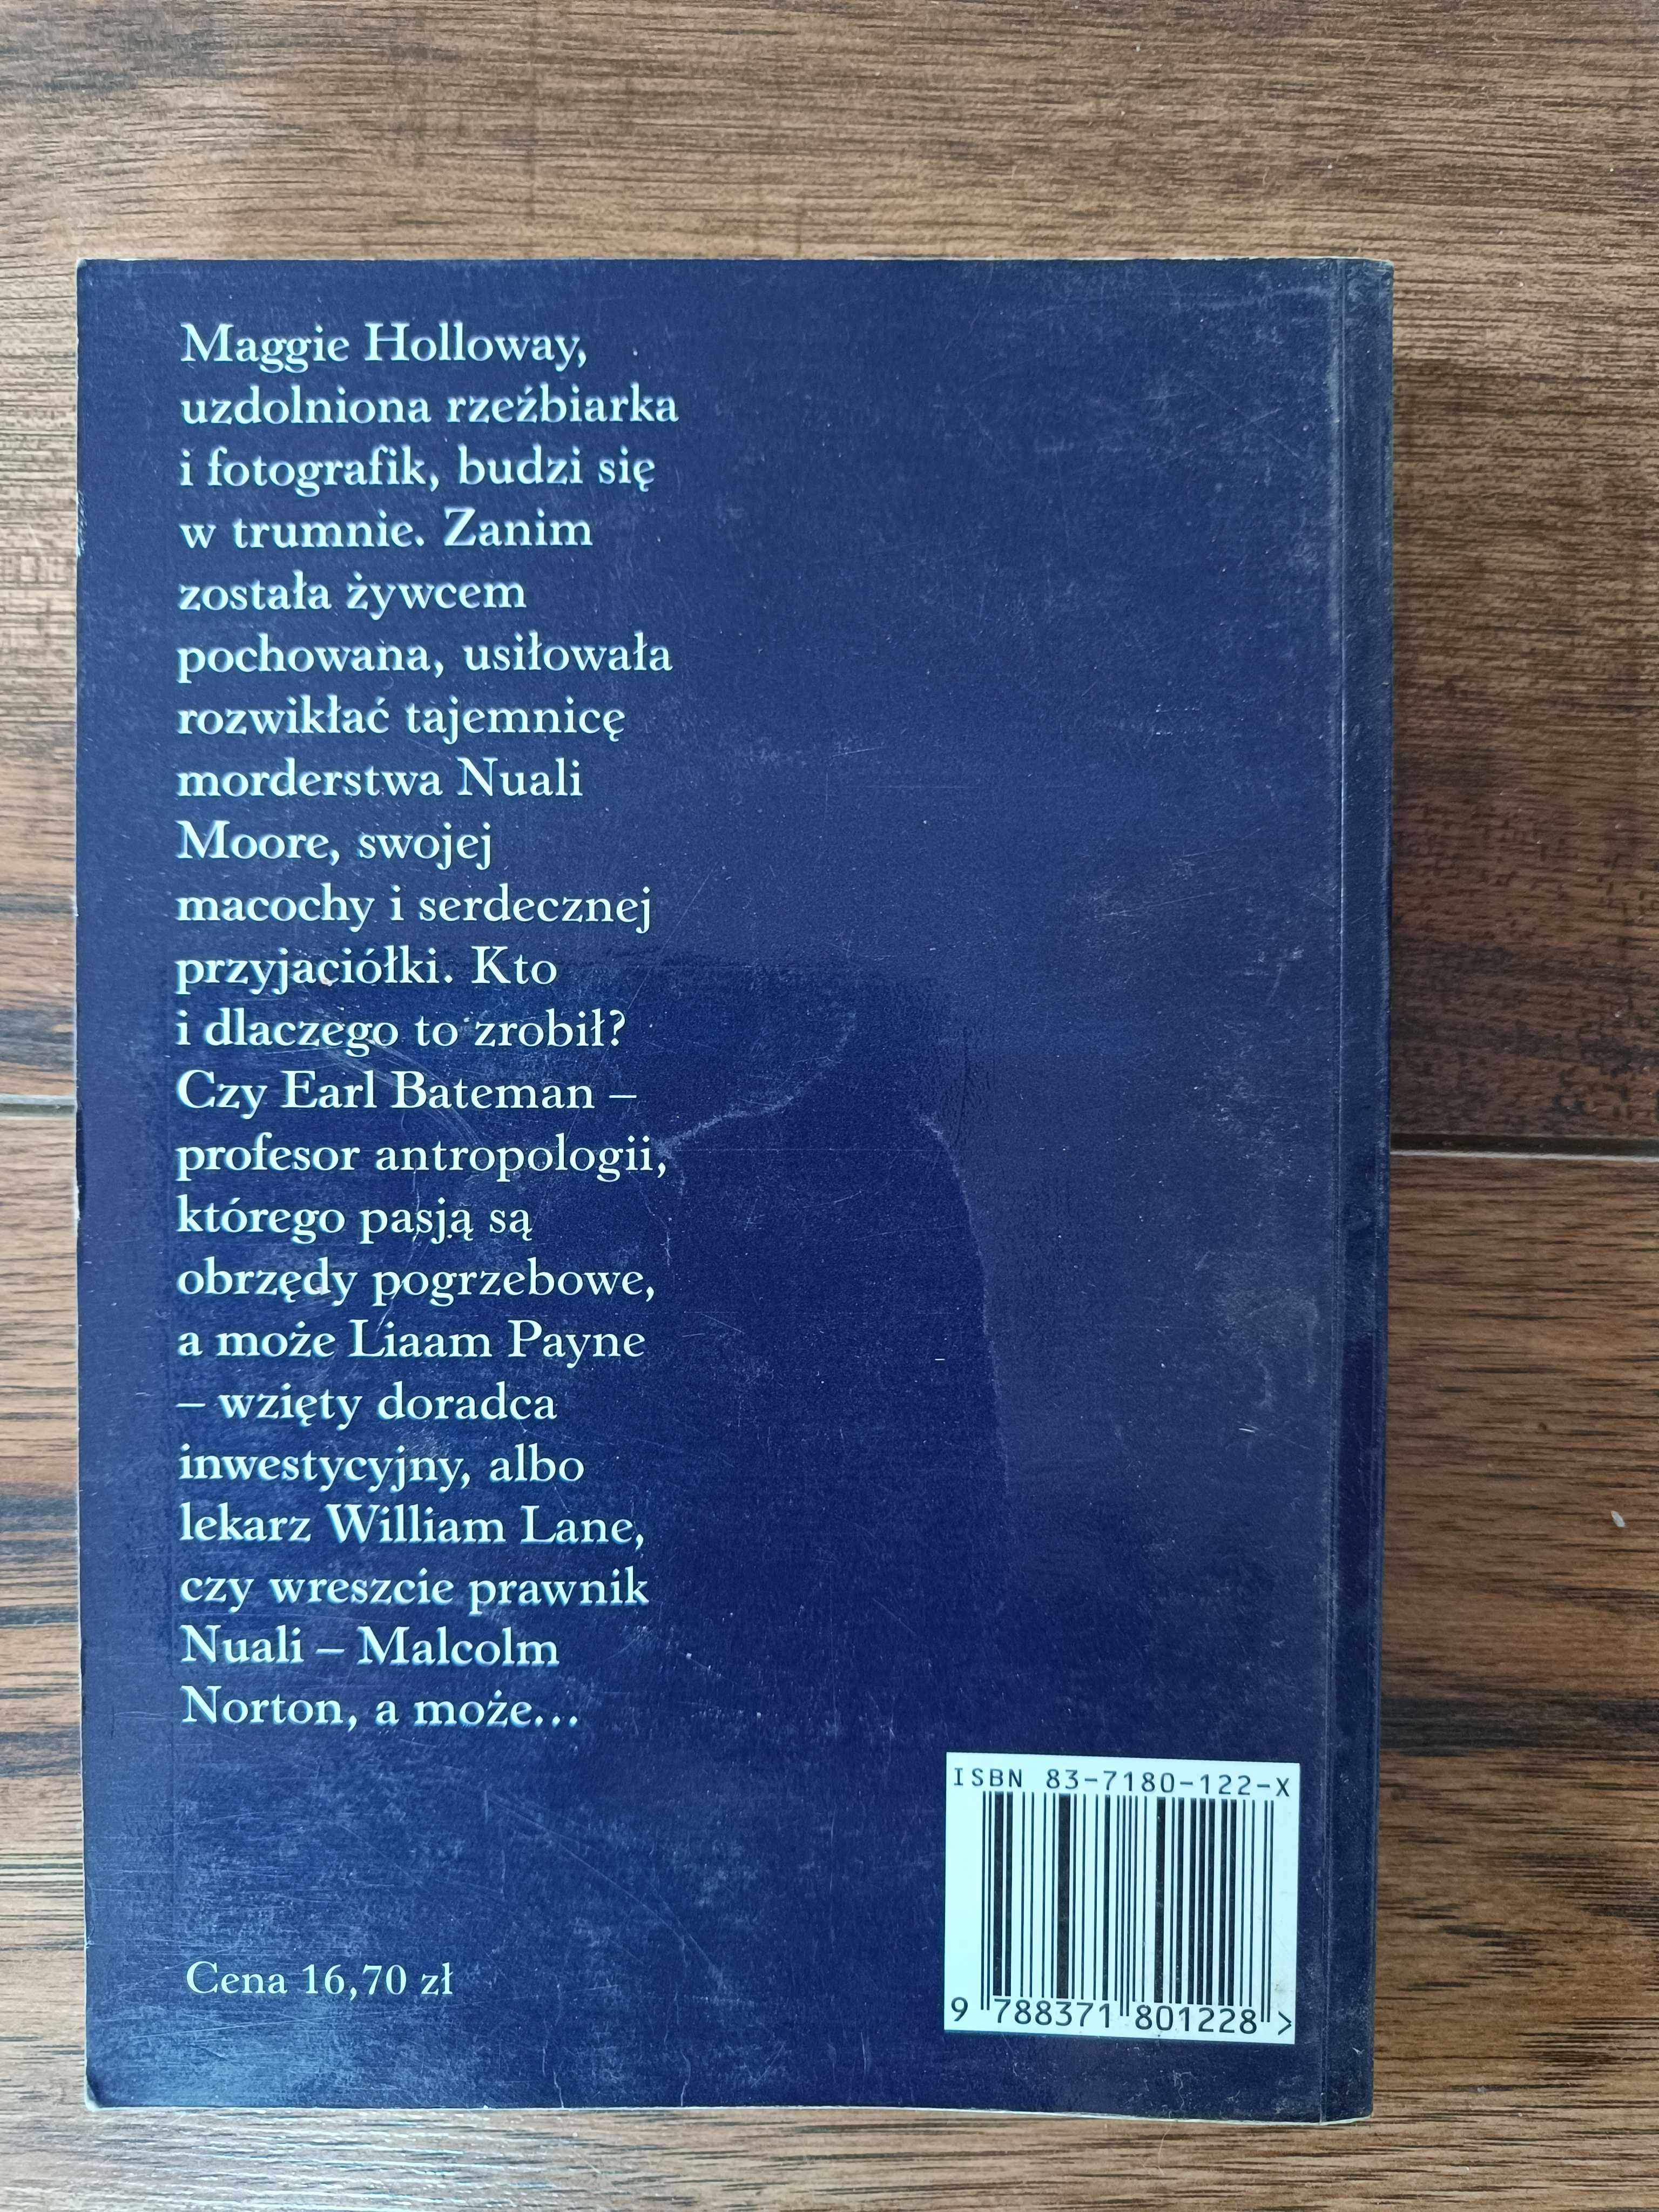 Maggie Holloway,
uzdolniona rzeźbiarka
i fotografik, budzi się
w trumnie. Zanim
została żywcem
pochowana, usiłowała
rozwikłać tajemnicę
morderstwa Nuali
Moore, swojej
macochy i serdecznej
przyjaciółki. Kto
i dlaczego to zrobił?
Czy Earl Bateman –
profesor antropologii,
którego pasją są
obrzędy pogrzebowe,
a może Liaam Payne
– wzięty doradca
inwestycyjny, albo
lekarz William Lane,
czy wreszcie prawnik
Nuali – Malcolm
Norton, a może...
Cena 16,70 zł
ISBN 83-7180-122-X
9 788371 801228 >